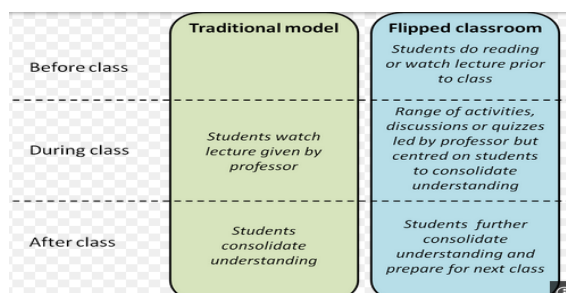 Traditional model
Flipped classroom
Before class
Students do reading
or watch lecture prior
to class
During class
Students watch
lecture given by
professor
Range of activities,
discussions or quizzes
led by professor but
centred on students
to consolidate
understanding
After class
Students
consolidate
understanding
Students further
consolidate
understanding and
prepare for next class